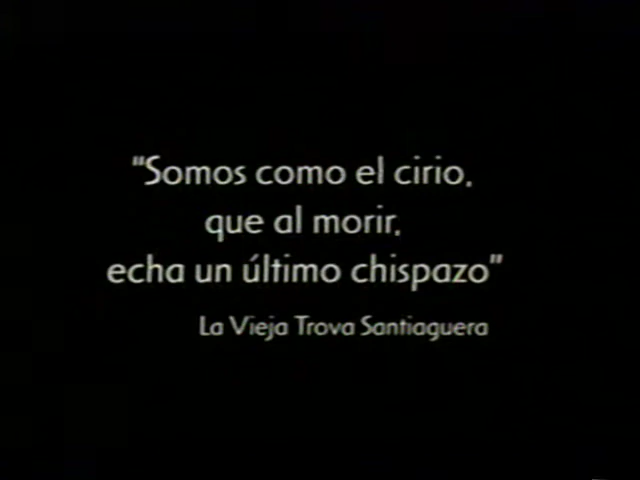 "Somos como el cirio,
que al morir,
echa un último chispazo"
La Vieja Trova Santiaguera